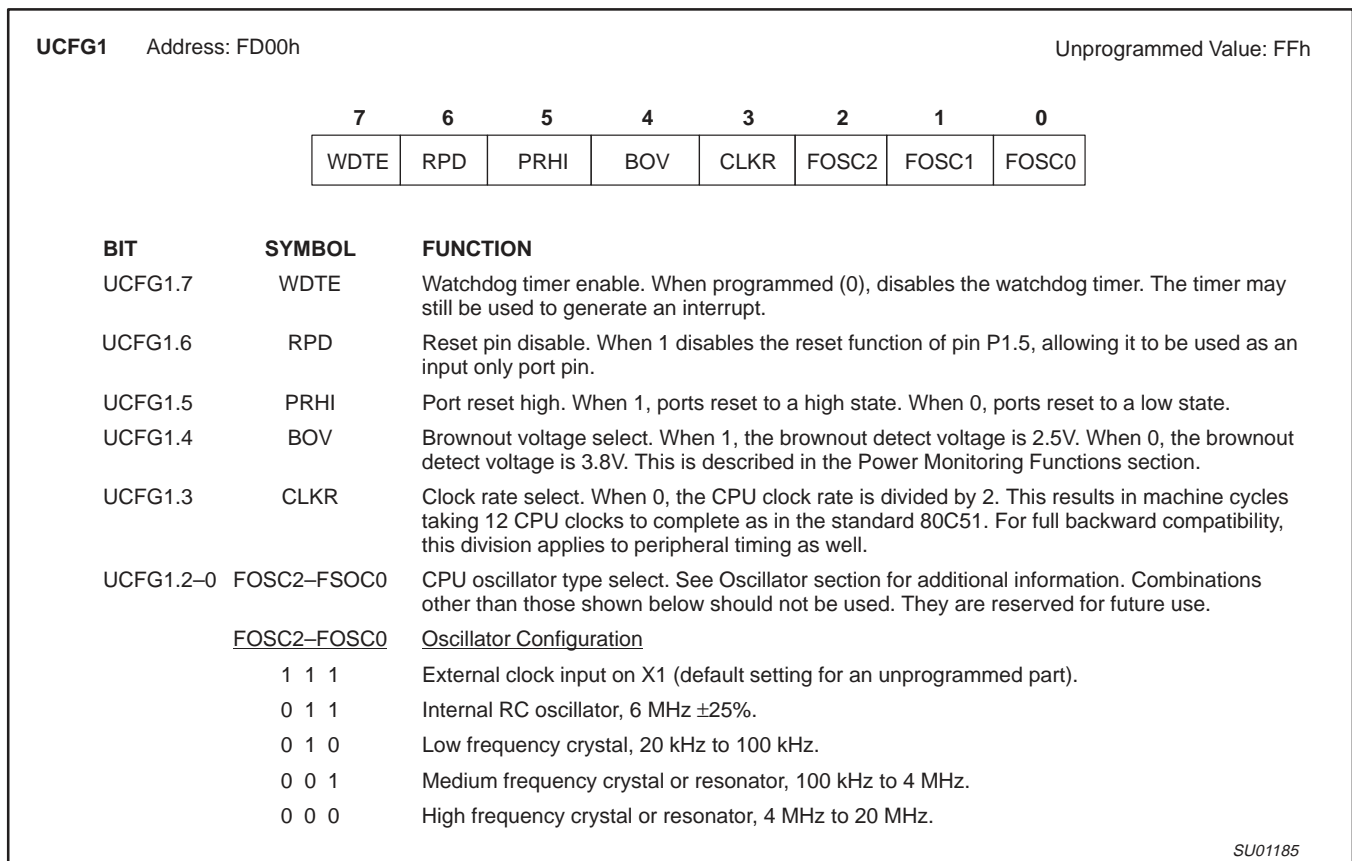 UCFG1 Address: FD00h Unprogrammed Value: FFh
7 6 5 4 3 2 1 0
WDTE RPD PRHI BOV CLKR FOSC2 FOSC1 FOSC0
BIT SYMBOL FUNCTION
UCFG1.7 WDTE Watchdog timer enable. When programmed (0), disables the watchdog timer. The timer may
still be used to generate an interrupt.
UCFG1.6 RPD Reset pin disable. When 1 disables the reset function of pin P1.5, allowing it to be used as an
input only port pin.
UCFG1.5 PRHI Port reset high. When 1, ports reset to a high state. When 0, ports reset to a low state.
UCFG1.4 BOV Brownout voltage select. When 1, the brownout detect voltage is 2.5V. When 0, the brownout
detect voltage is 3.8V. This is described in the Power Monitoring Functions section.
UCFG1.3 CLKR Clock rate select. When 0, the CPU clock rate is divided by 2. This results in machine cycles
taking 12 CPU clocks to complete as in the standard 80C51. For full backward compatibility,
this division applies to peripheral timing as well.
UCFG1.2–0 FOSC2–FSOC0 CPU oscillator type select. See Oscillator section for additional information. Combinations
other than those shown below should not be used. They are reserved for future use.
FOSC2–FOSC0 Oscillator Configuration
1 1 1 External clock input on X1 (default setting for an unprogrammed part).
0 1 1 Internal RC oscillator, 6 MHz ±25%.
0 1 0 Low frequency crystal, 20 kHz to 100 kHz.
0 0 1 Medium frequency crystal or resonator, 100 kHz to 4 MHz.
0 0 0 High frequency crystal or resonator, 4 MHz to 20 MHz.
SU01185